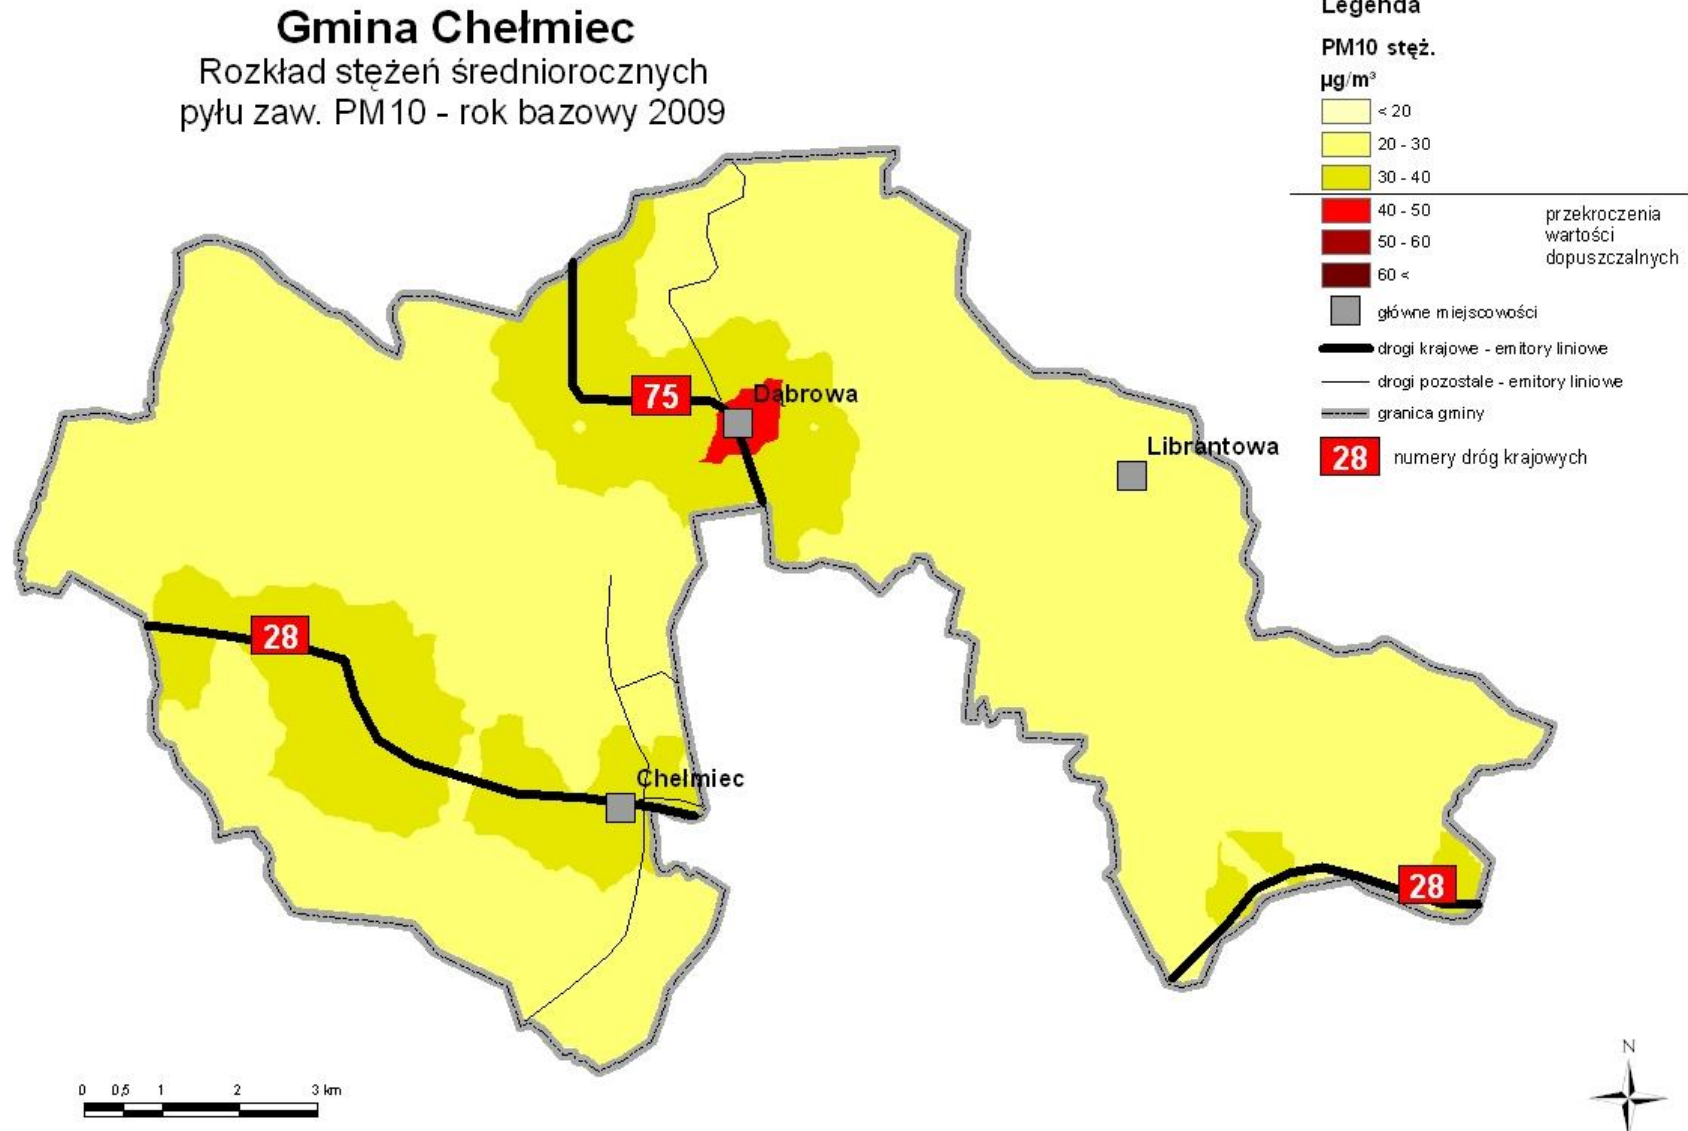 Gmina Chełmiec
Rozkład stężeń średniorocznych
pyłu zaw. PM10 - rok bazowy 2009
Legenda
PM10 stęż.
µg/m³
< 20
20 - 30
30 - 40
40 - 50
50 - 60
60 <
przekroczenia
wartości
dopuszczalnych
główne miejscowości
drogi krajowe - emitory liniowe
drogi pozostałe - emitory liniowe
granica gminy
28 numery dróg krajowych
75
Dąbrowa
Librantowa
28
Chełmiec
28
0 0,5 1 2 3 km
N